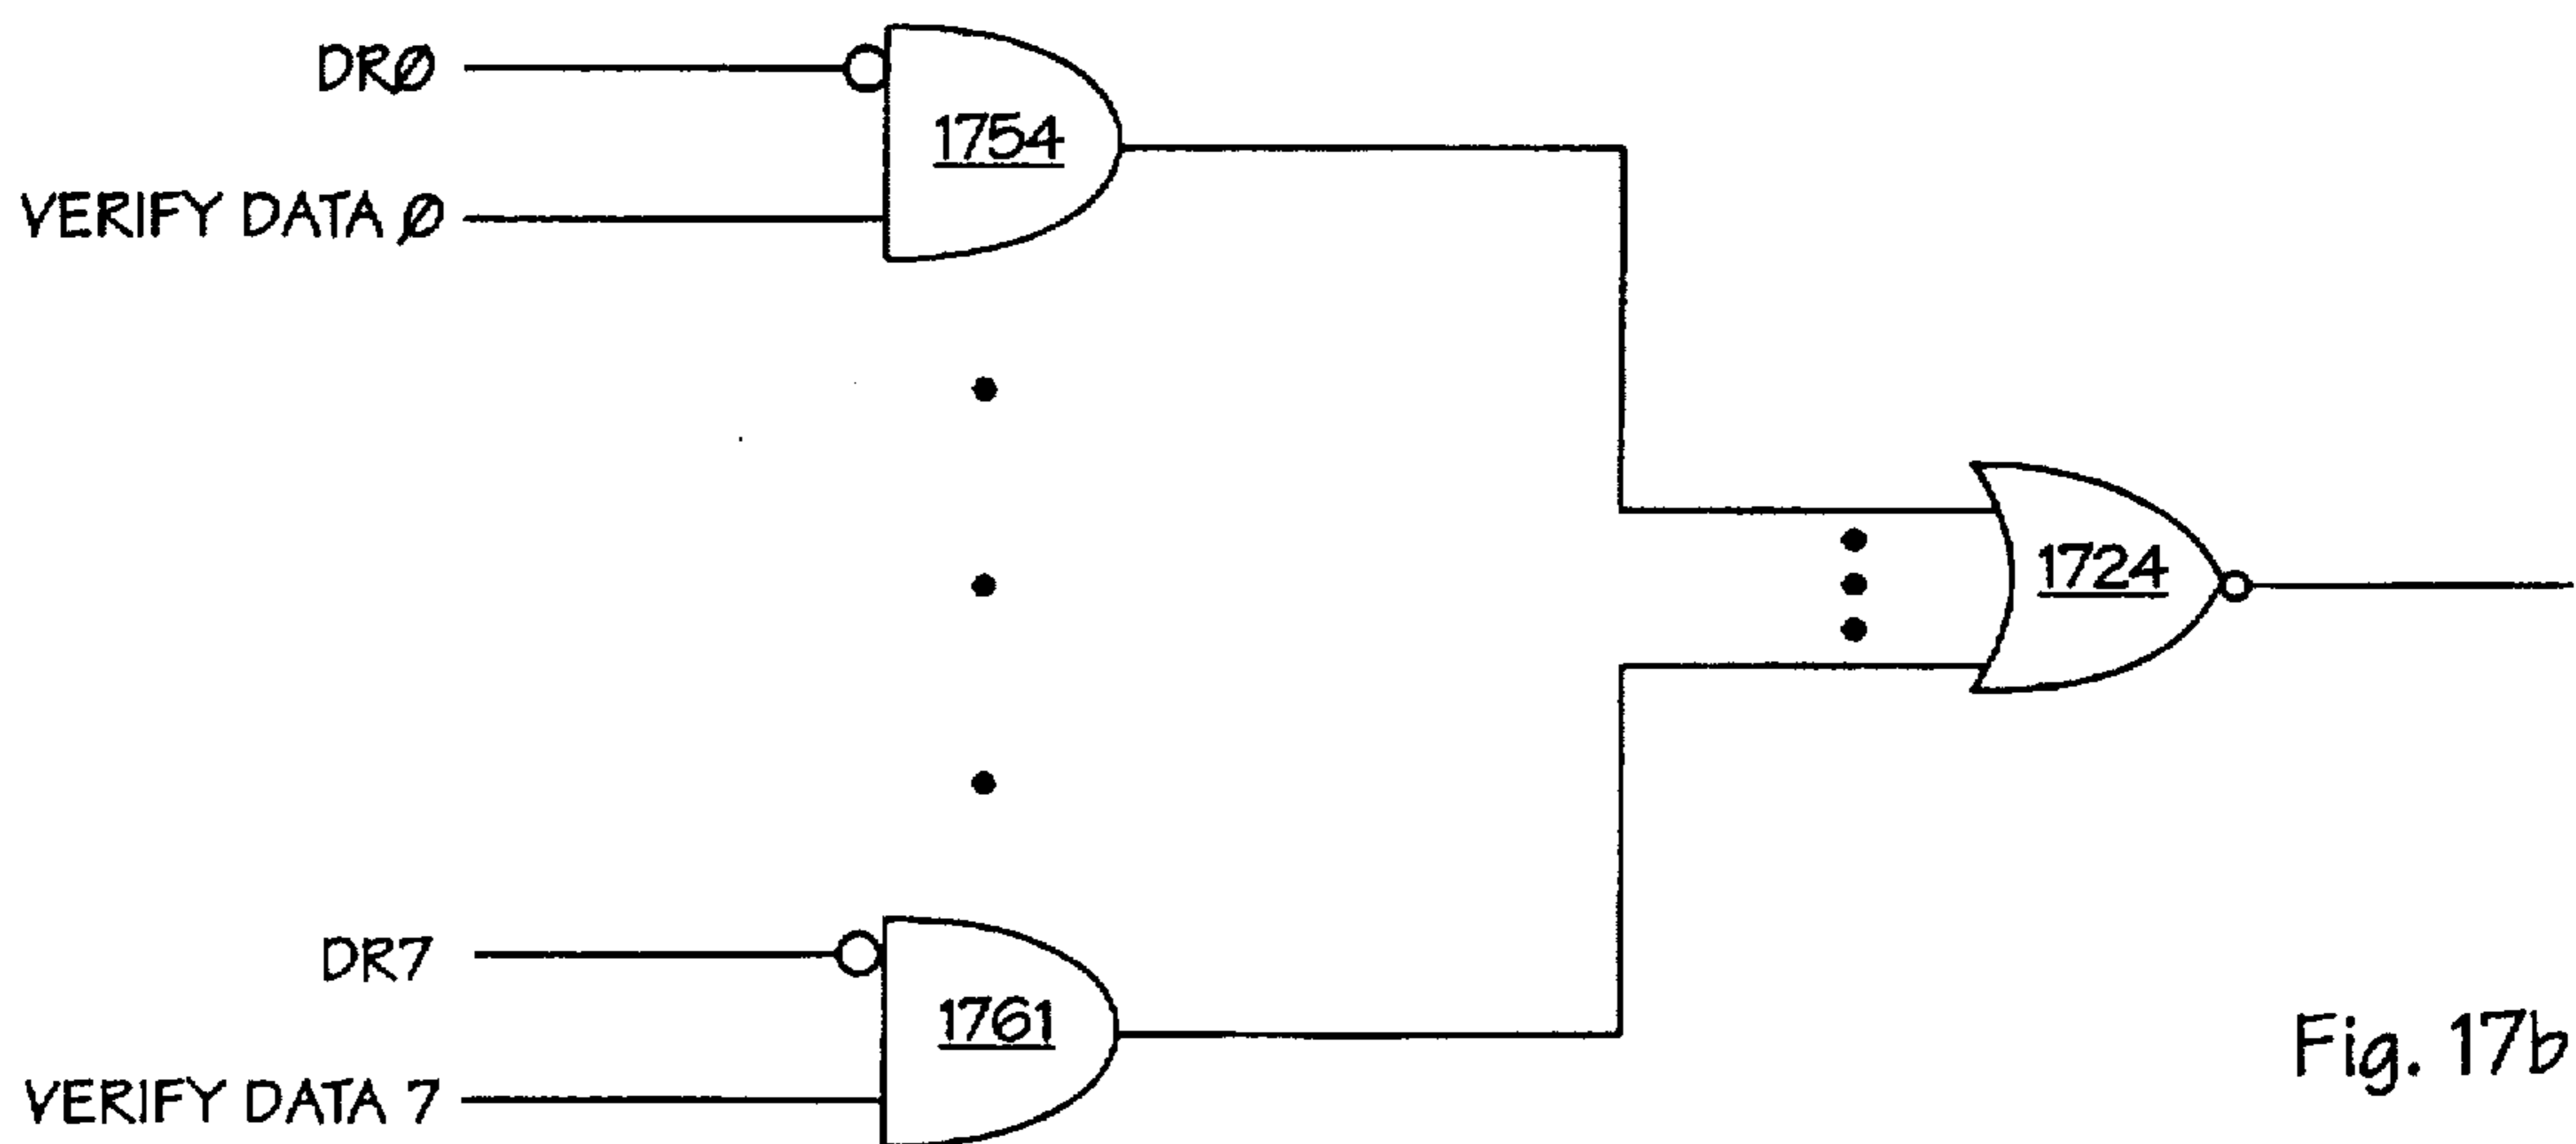 DRØ
1754
VERIFY DATA Ø
1724
DR7
1761
VERIFY DATA 7
Fig. 17b